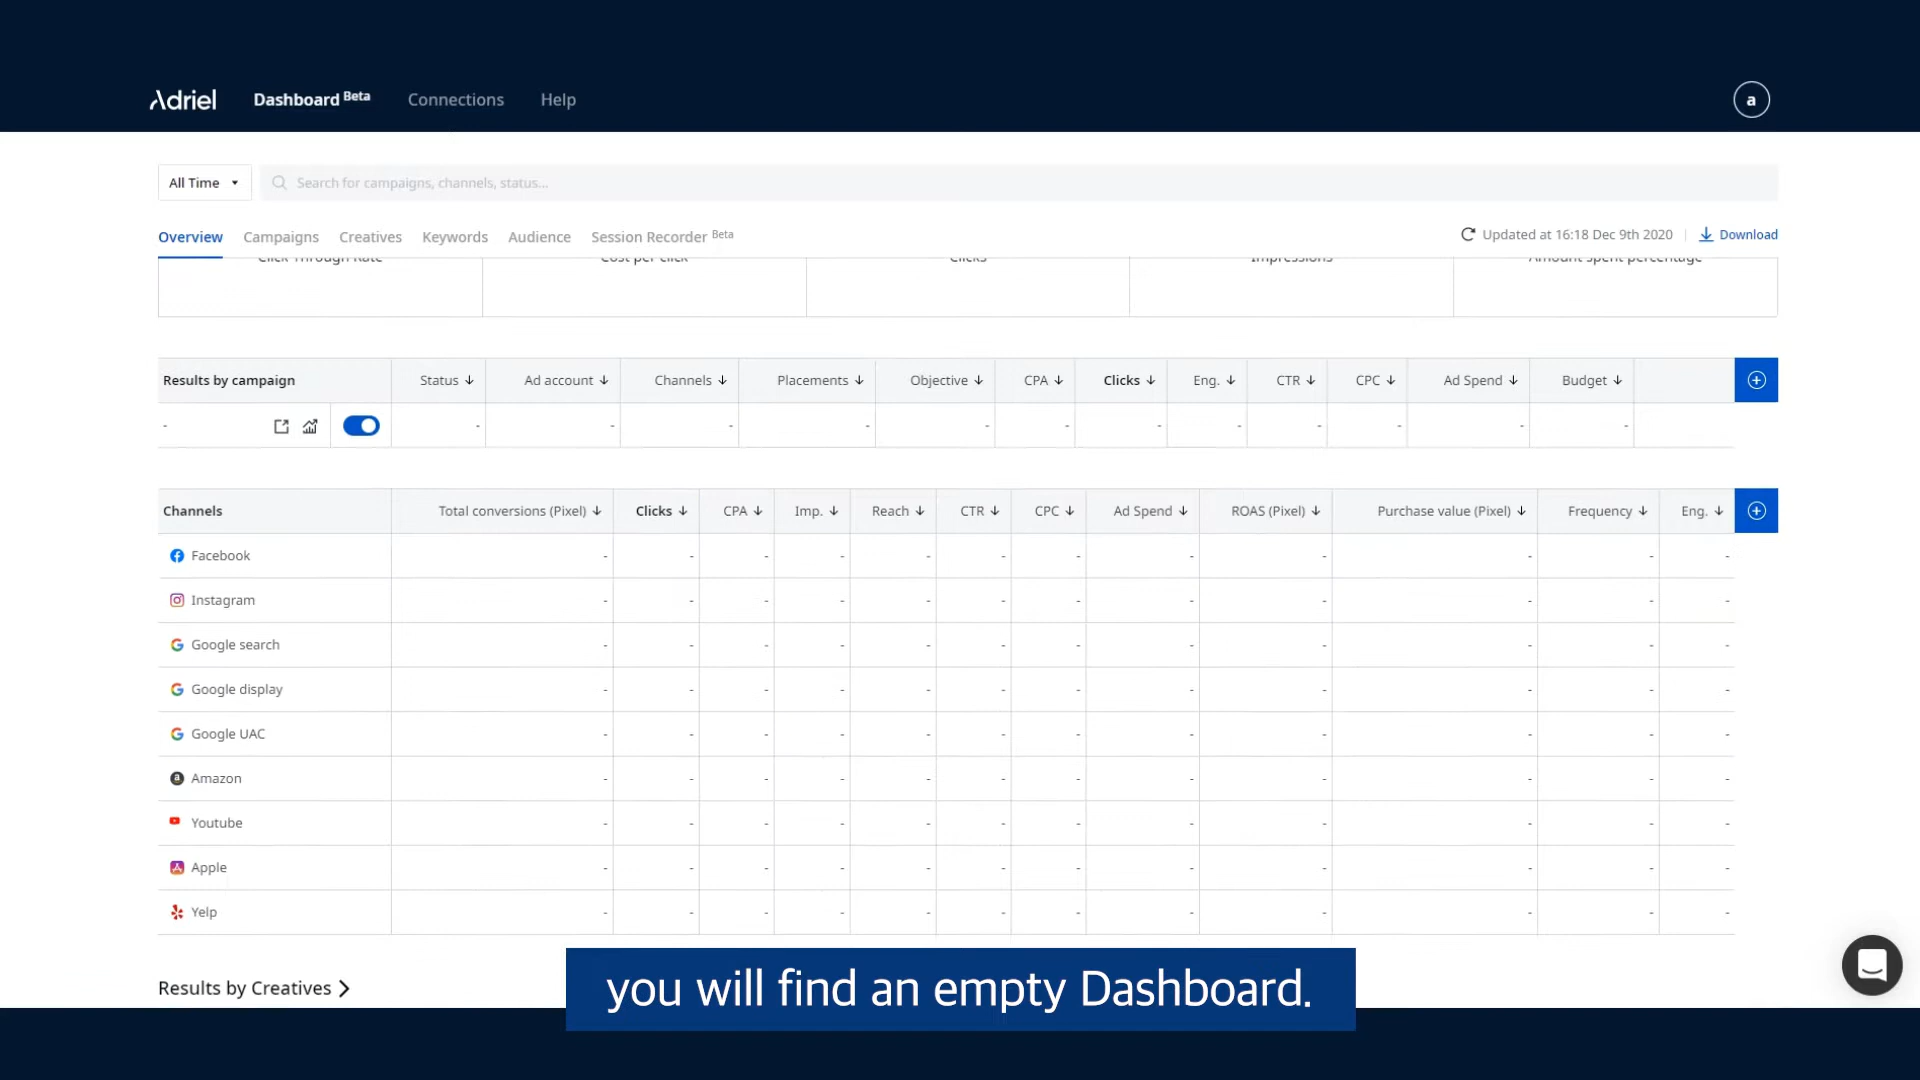 Adriel Dashboard Beta Connections Help a
All Time Search for campaigns, channels, status...
Overview Campaigns Creatives Keywords Audience Session Recorder Beta Updated at 16:18 Dec 9th 2020 Download
Click Through Rate Cost per click Clicks Impressions Amount spent percentage
Results by campaign Status Ad account Channels Placements Objective CPA Clicks Eng. CTR CPC Ad Spend Budget
- - - - - - - - - - - - -
Channels Total conversions (Pixel) Clicks CPA Imp. Reach CTR CPC Ad Spend ROAS (Pixel) Purchase value (Pixel) Frequency Eng.
Facebook - - - - - - - - - - - -
Instagram - - - - - - - - - - - -
Google search - - - - - - - - - - - -
Google display - - - - - - - - - - - -
Google UAC - - - - - - - - - - - -
Amazon - - - - - - - - - - - -
Youtube - - - - - - - - - - - -
Apple - - - - - - - - - - - -
Yelp - - - - - - - - - - - -
Results by Creatives
you will find an empty Dashboard.